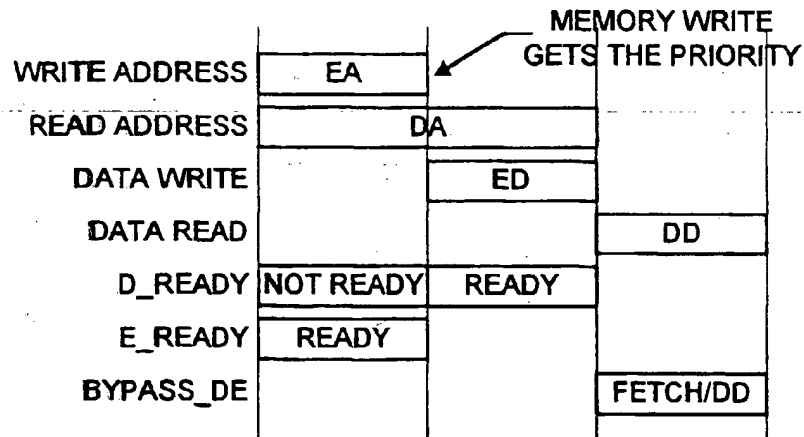 MEMORY WRITE
GETS THE PRIORITY
WRITE ADDRESS EA
READ ADDRESS DA
DATA WRITE ED
DATA READ DD
D_READY NOT READY READY
E_READY READY
BYPASS_DE FETCH/DD